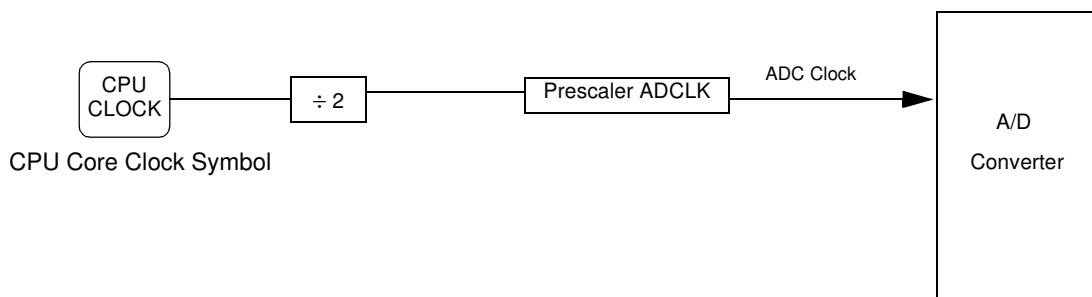 CPU
CLOCK
CPU Core Clock Symbol
÷ 2
Prescaler ADCLK
ADC Clock
A/D
Converter